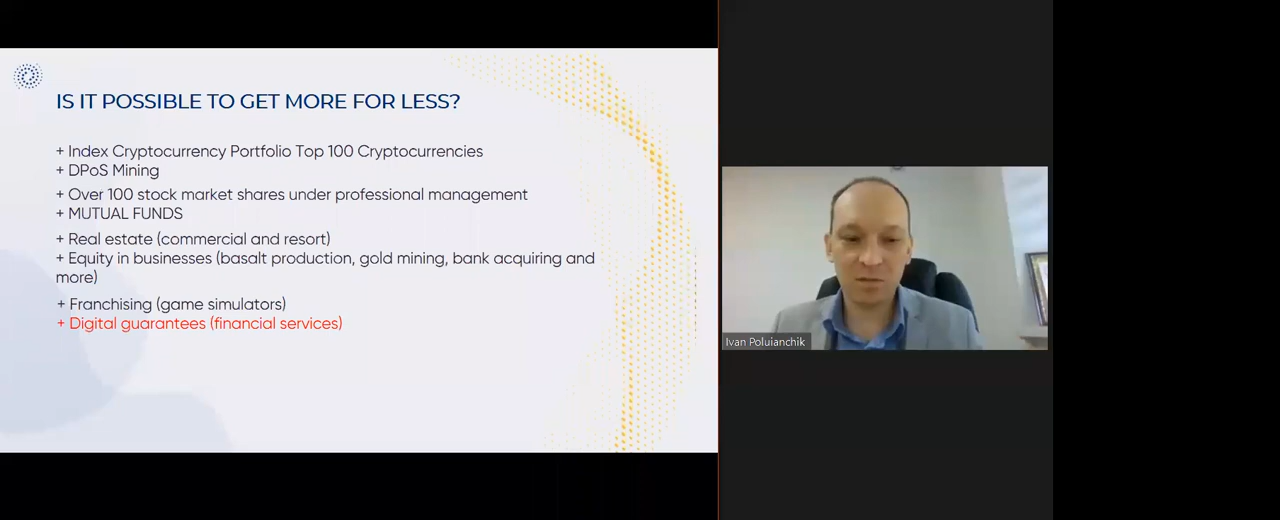 IS IT POSSIBLE TO GET MORE FOR LESS?
+ Index Cryptocurrency Portfolio Top 100 Cryptocurrencies
+ DPoS Mining
+ Over 100 stock market shares under professional management
+ MUTUAL FUNDS
+ Real estate (commercial and resort)
+ Equity in businesses (basalt production, gold mining, bank acquiring and
more)
+ Franchising (game simulators)
+ Digital guarantees (financial services)
Ivan Poluianchik